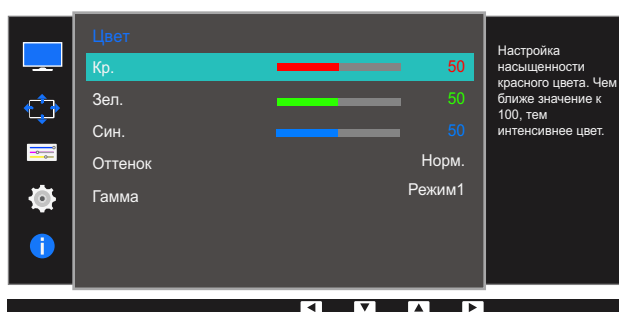 Цвет
Кр. 50
Зел. 50
Син. 50
Оттенок Норм.
Гамма Режим1
Настройка
насыщенности
красного цвета. Чем
ближе значение к
100, тем
интенсивнее цвет.